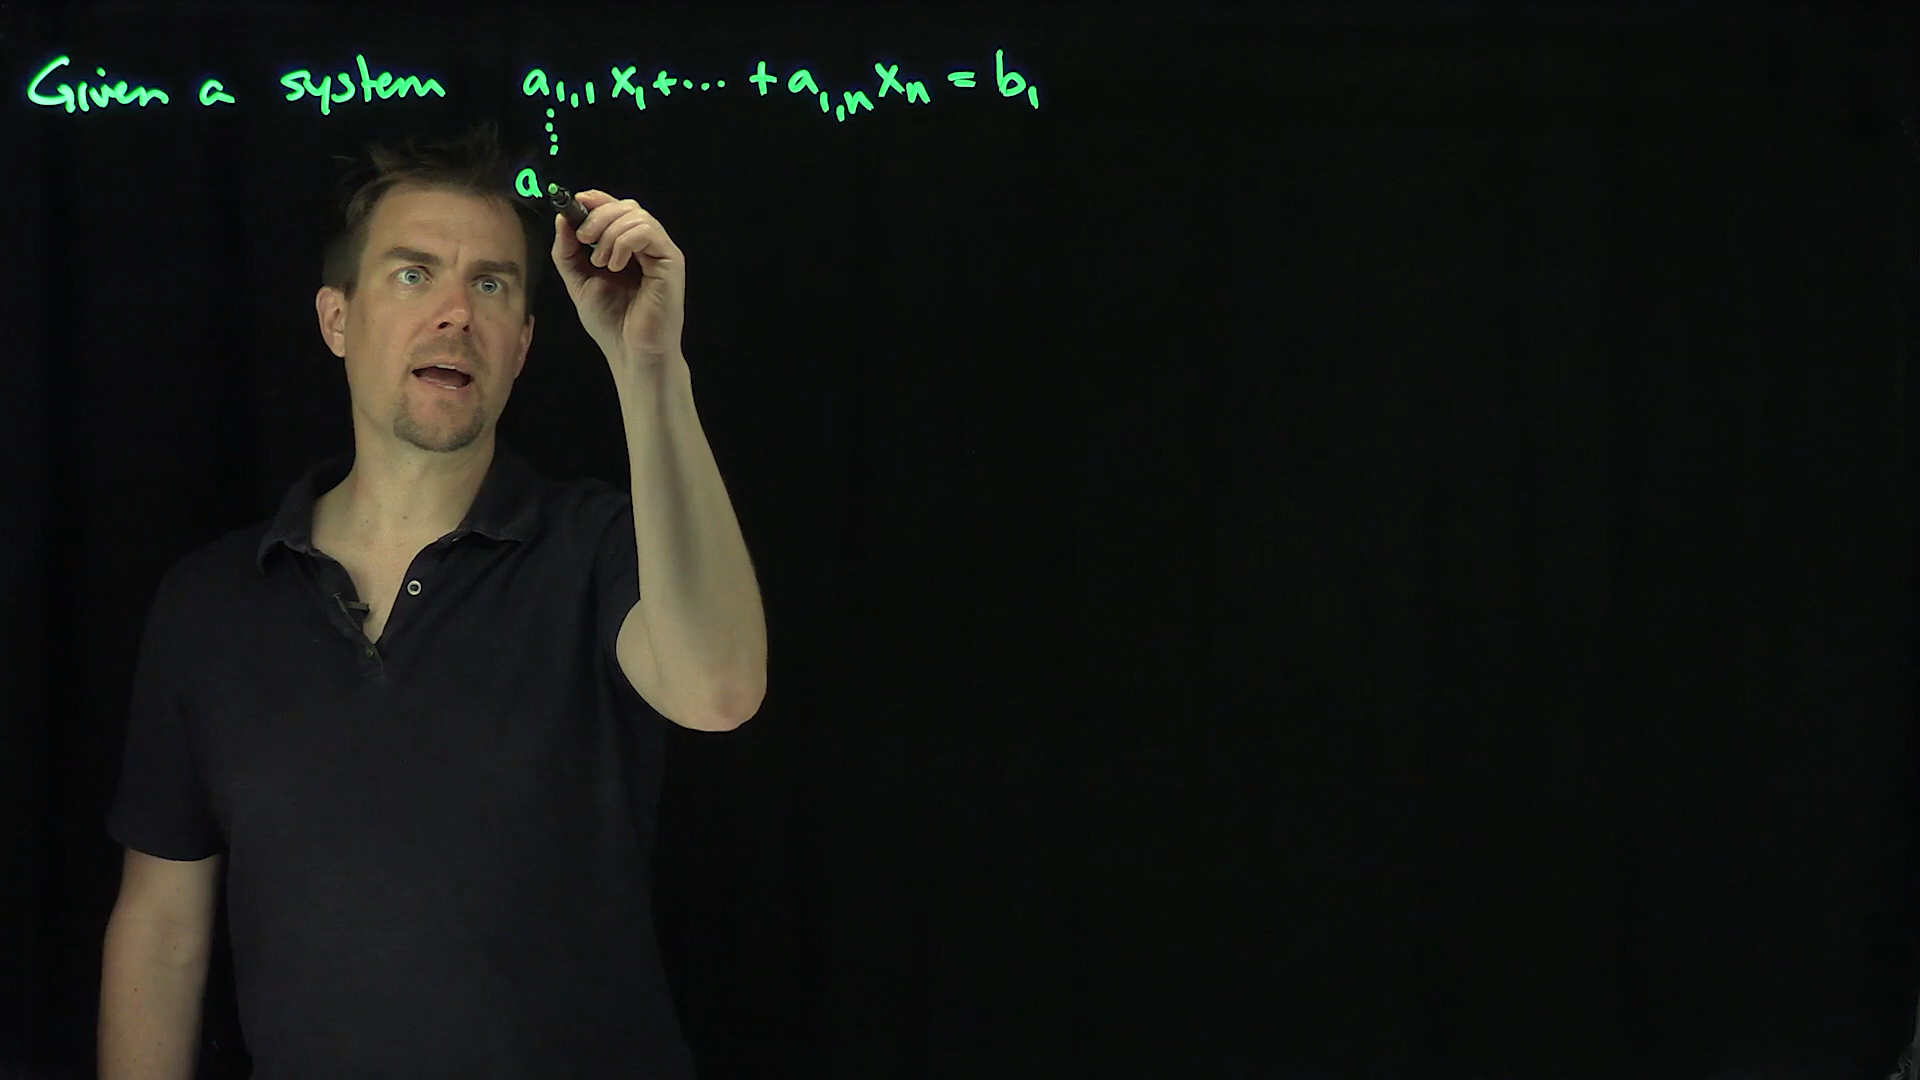 Given a system a₁,₁ x₁ + ... + a₁,ₙ xₙ = b₁
⋮
a